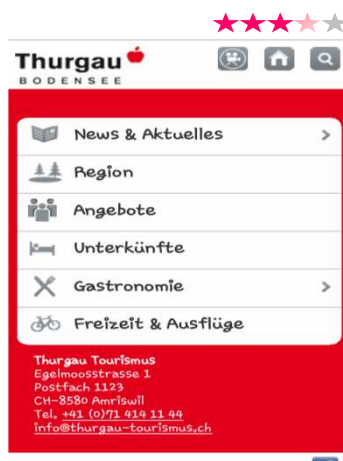 Thurgau
BODENSEE
News & Aktuelles
Region
Angebote
Unterkünfte
Gastronomie
Freizeit & Ausflüge
Thurgau Tourismus
Egelmoosstrasse 1
Postfach 1123
CH-8580 Amriswil
Tel. +41 (0)71 414 11 44
info@thurgau-tourismus.ch